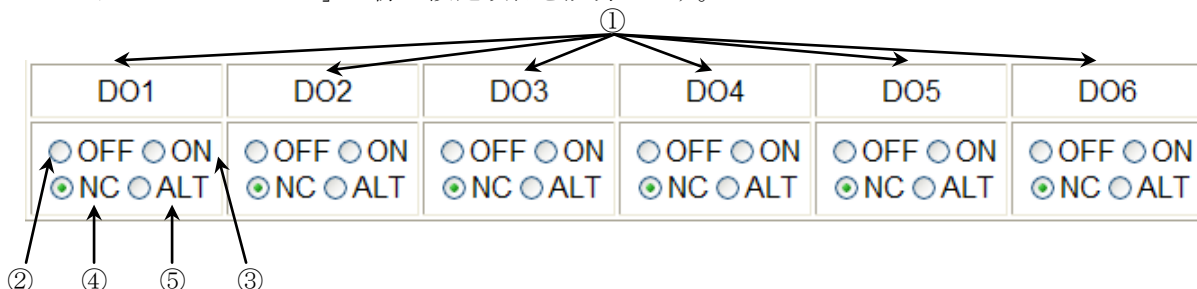 ①
DO1 DO2 DO3 DO4 DO5 DO6
OFF ON OFF ON OFF ON OFF ON OFF ON OFF ON
NC ALT NC ALT NC ALT NC ALT NC ALT NC ALT
② ④ ⑤ ③